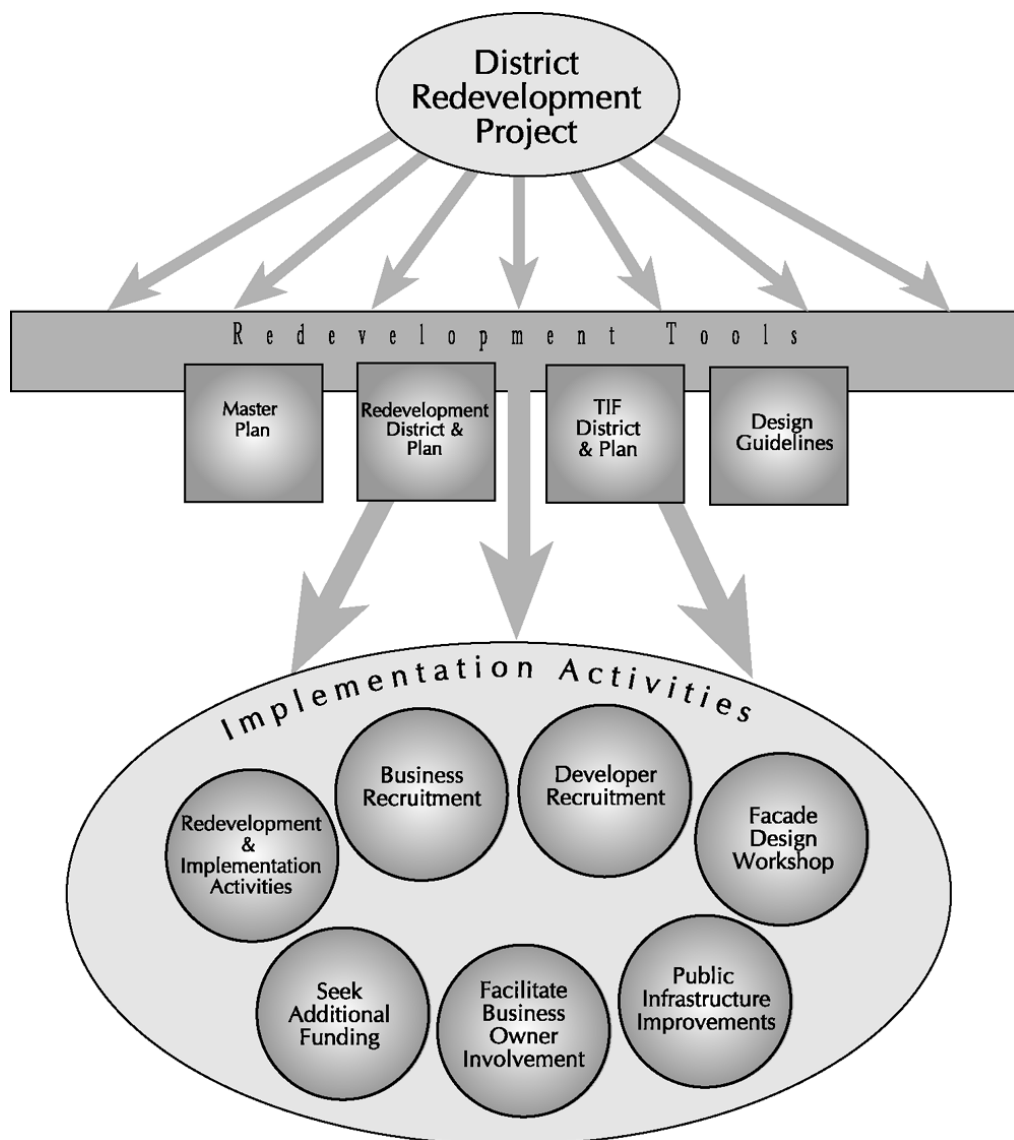 District
Redevelopment
Project
Redevelopment Tools
Master
Plan
Redevelopment
District &
Plan
TIF
District
& Plan
Design
Guidelines
Implementation Activities
Business
Recruitment
Developer
Recruitment
Redevelopment
&
Implementation
Activities
Facade
Design
Workshop
Seek
Additional
Funding
Facilitate
Business
Owner
Involvement
Public
Infrastructure
Improvements